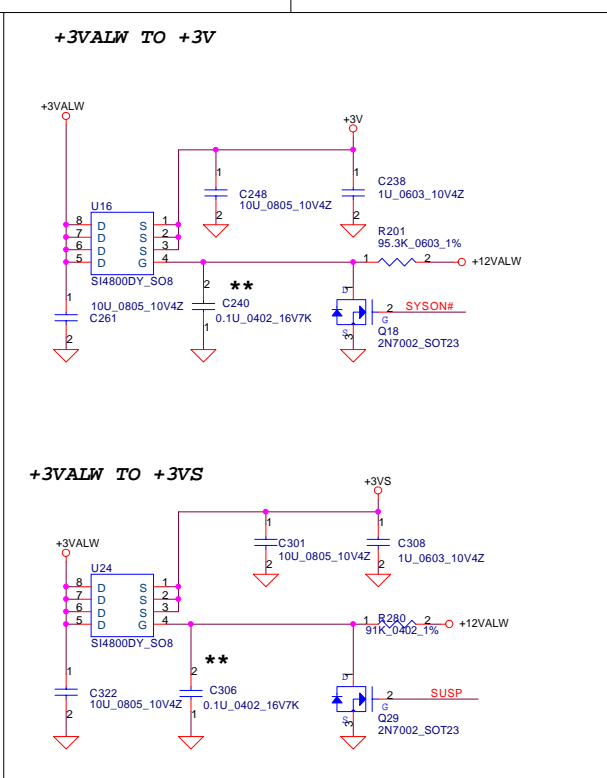 +3VALW TO +3V
+3VALW
+3V
1
C248
10U_0805_10V4Z
2
1
C238
1U_0603_10V4Z
2
U16
8 D S 1
7 D S 2
6 D S 3
5 D G 4
SI4800DY_SO8
R201
95.3K_0603_1%
1 2 +12VALW
1
10U_0805_10V4Z
C261
2
2 **
C240
0.1U_0402_16V7K
1
D 1
2 SYSON#
G
S 3
Q18
2N7002_SOT23
+3VALW TO +3VS
+3VALW
+3VS
1
C301
10U_0805_10V4Z
2
1
C308
1U_0603_10V4Z
2
U24
8 D S 1
7 D S 2
6 D S 3
5 D G 4
SI4800DY_SO8
1 R280 2 +12VALW
91K_0402_1%
1
C322
10U_0805_10V4Z
2
2 **
C306
0.1U_0402_16V7K
1
D 1
2 SUSP
G
S 3
Q29
2N7002_SOT23